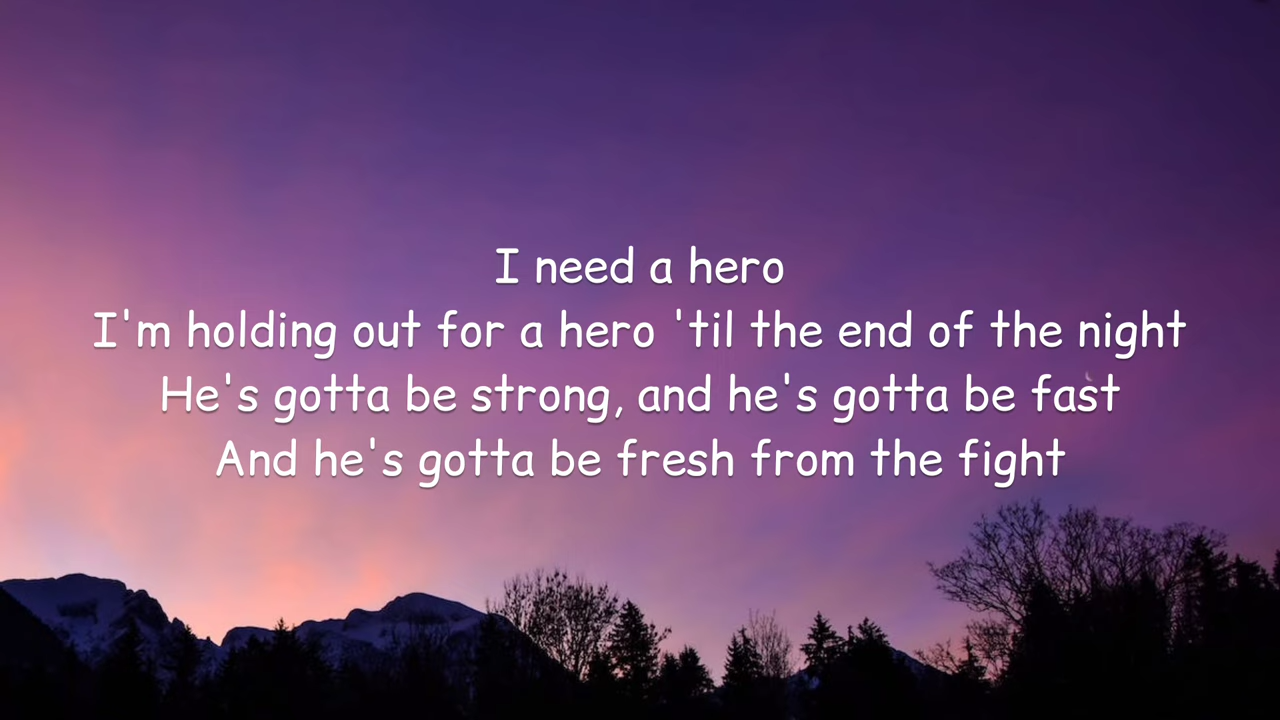 I need a hero
I'm holding out for a hero 'til the end of the night
He's gotta be strong, and he's gotta be fast
And he's gotta be fresh from the fight